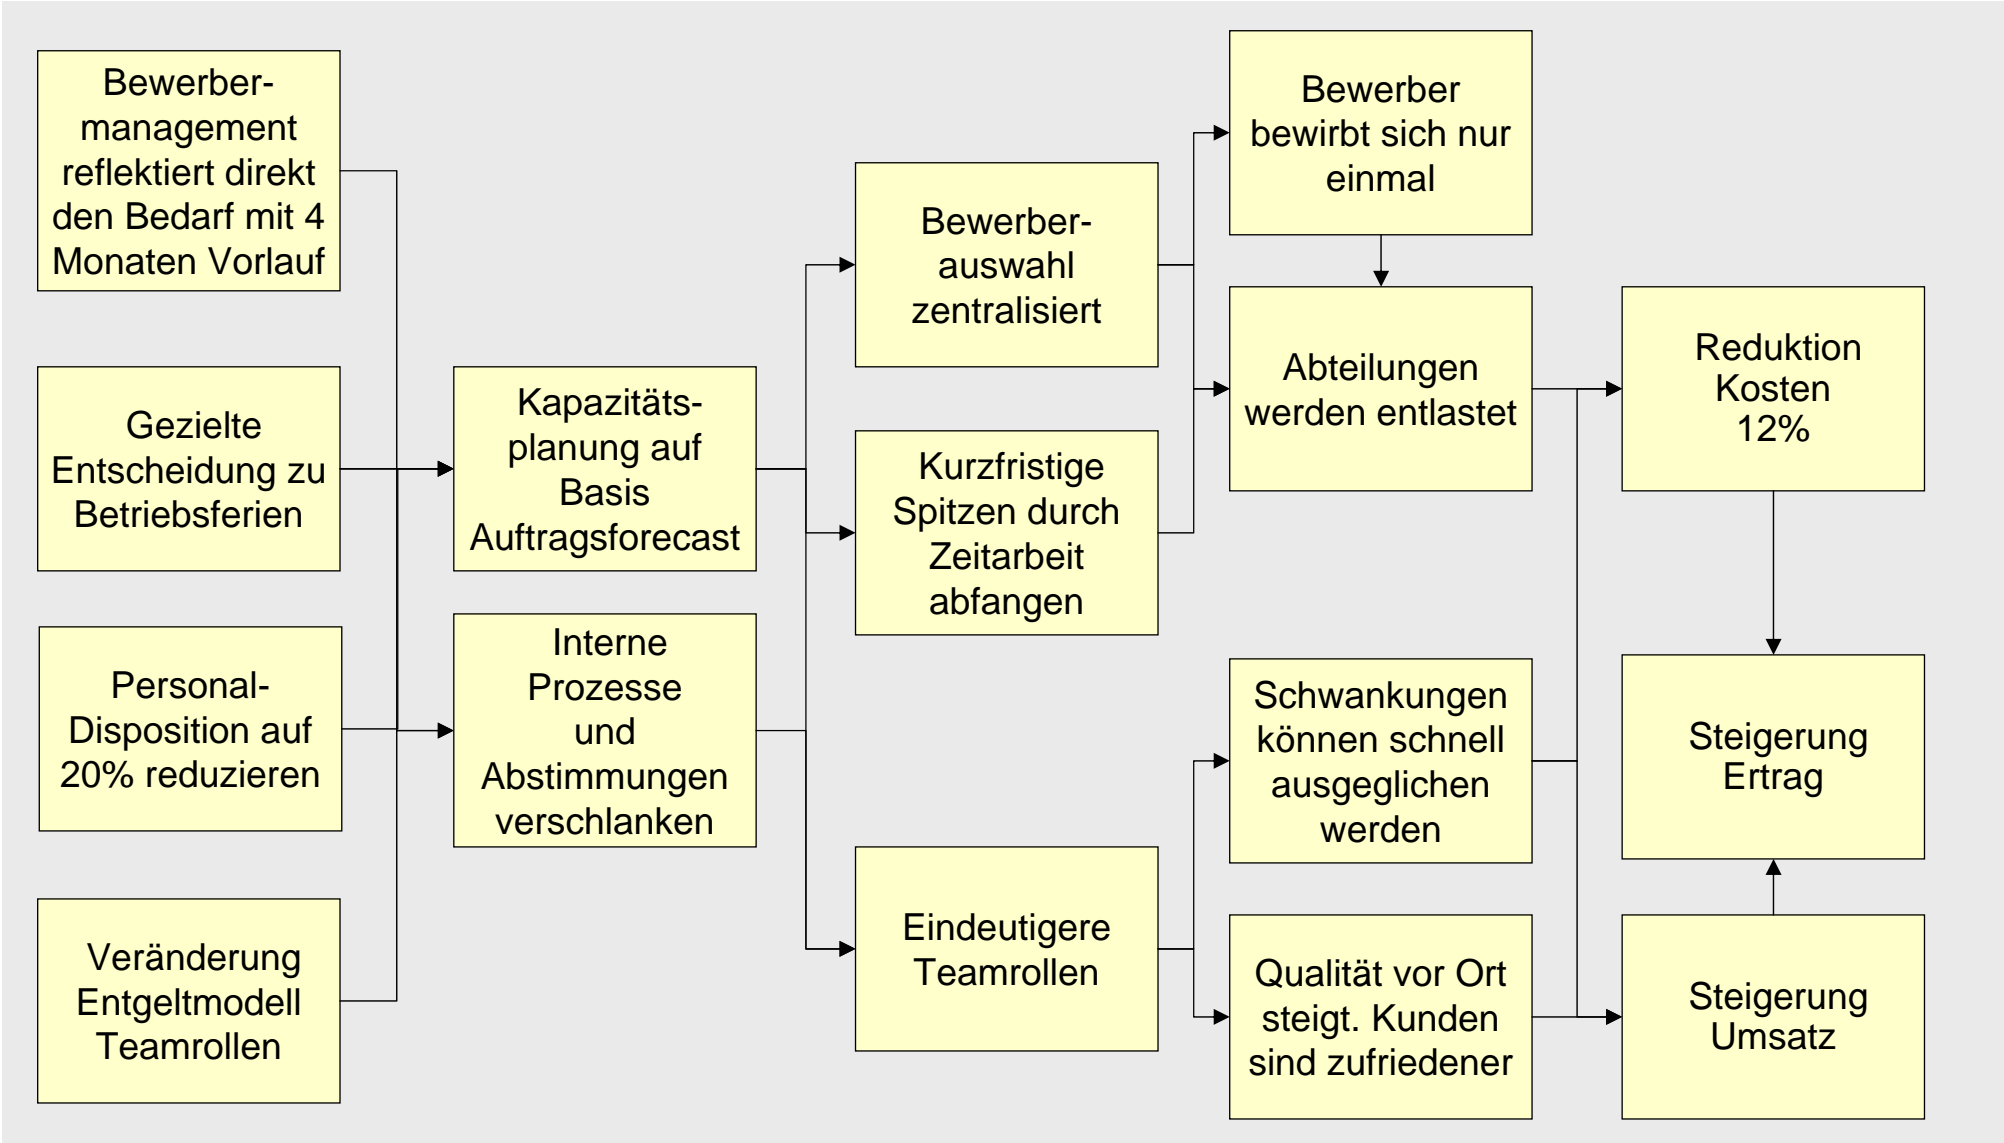 Bewerber-
management
reflektiert direkt
den Bedarf mit 4
Monaten Vorlauf
Gezielte
Entscheidung zu
Betriebsferien
Personal-
Disposition auf
20% reduzieren
Veränderung
Entgeltmodell
Teamrollen
Kapazitäts-
planung auf
Basis
Auftragsforecast
Interne
Prozesse
und
Abstimmungen
verschlanken
Bewerber-
auswahl
zentralisiert
Kurzfristige
Spitzen durch
Zeitarbeit
abfangen
Eindeutigere
Teamrollen
Bewerber
bewirbt sich nur
einmal
Abteilungen
werden entlastet
Schwankungen
können schnell
ausgeglichen
werden
Qualität vor Ort
steigt. Kunden
sind zufriedener
Reduktion
Kosten
12%
Steigerung
Ertrag
Steigerung
Umsatz